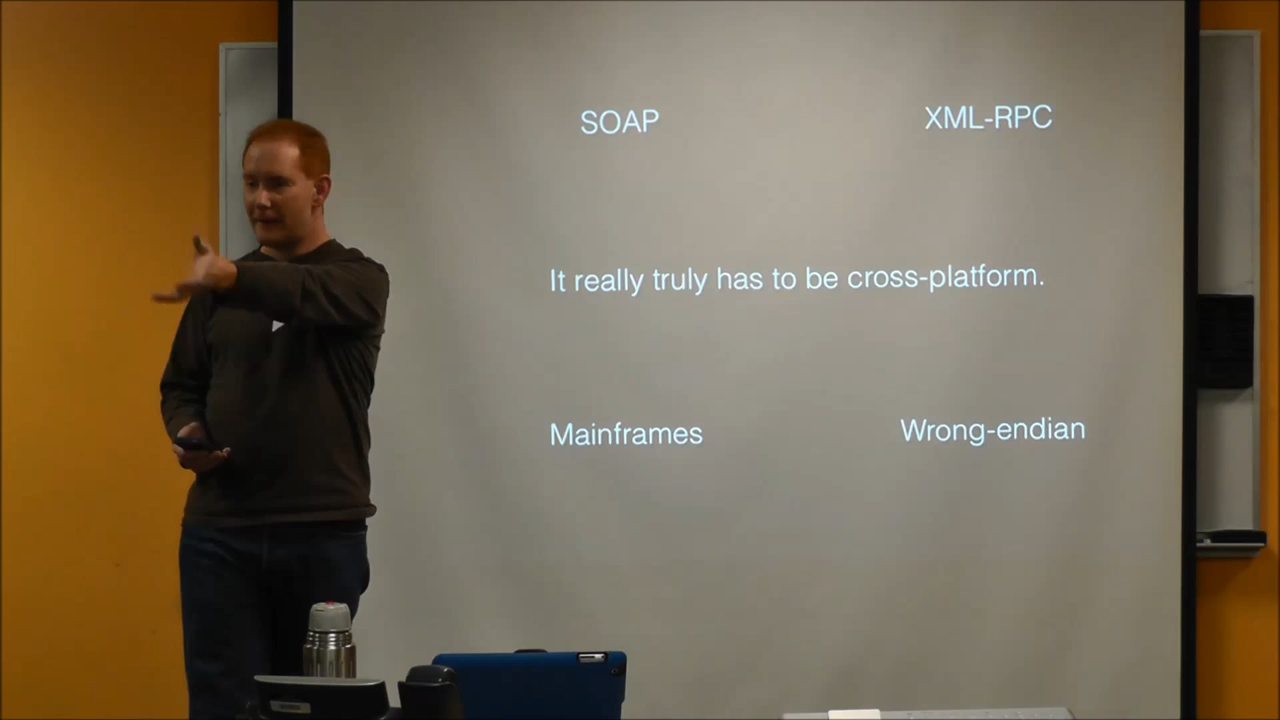 SOAP
XML-RPC
It really truly has to be cross-platform.
Mainframes
Wrong-endian